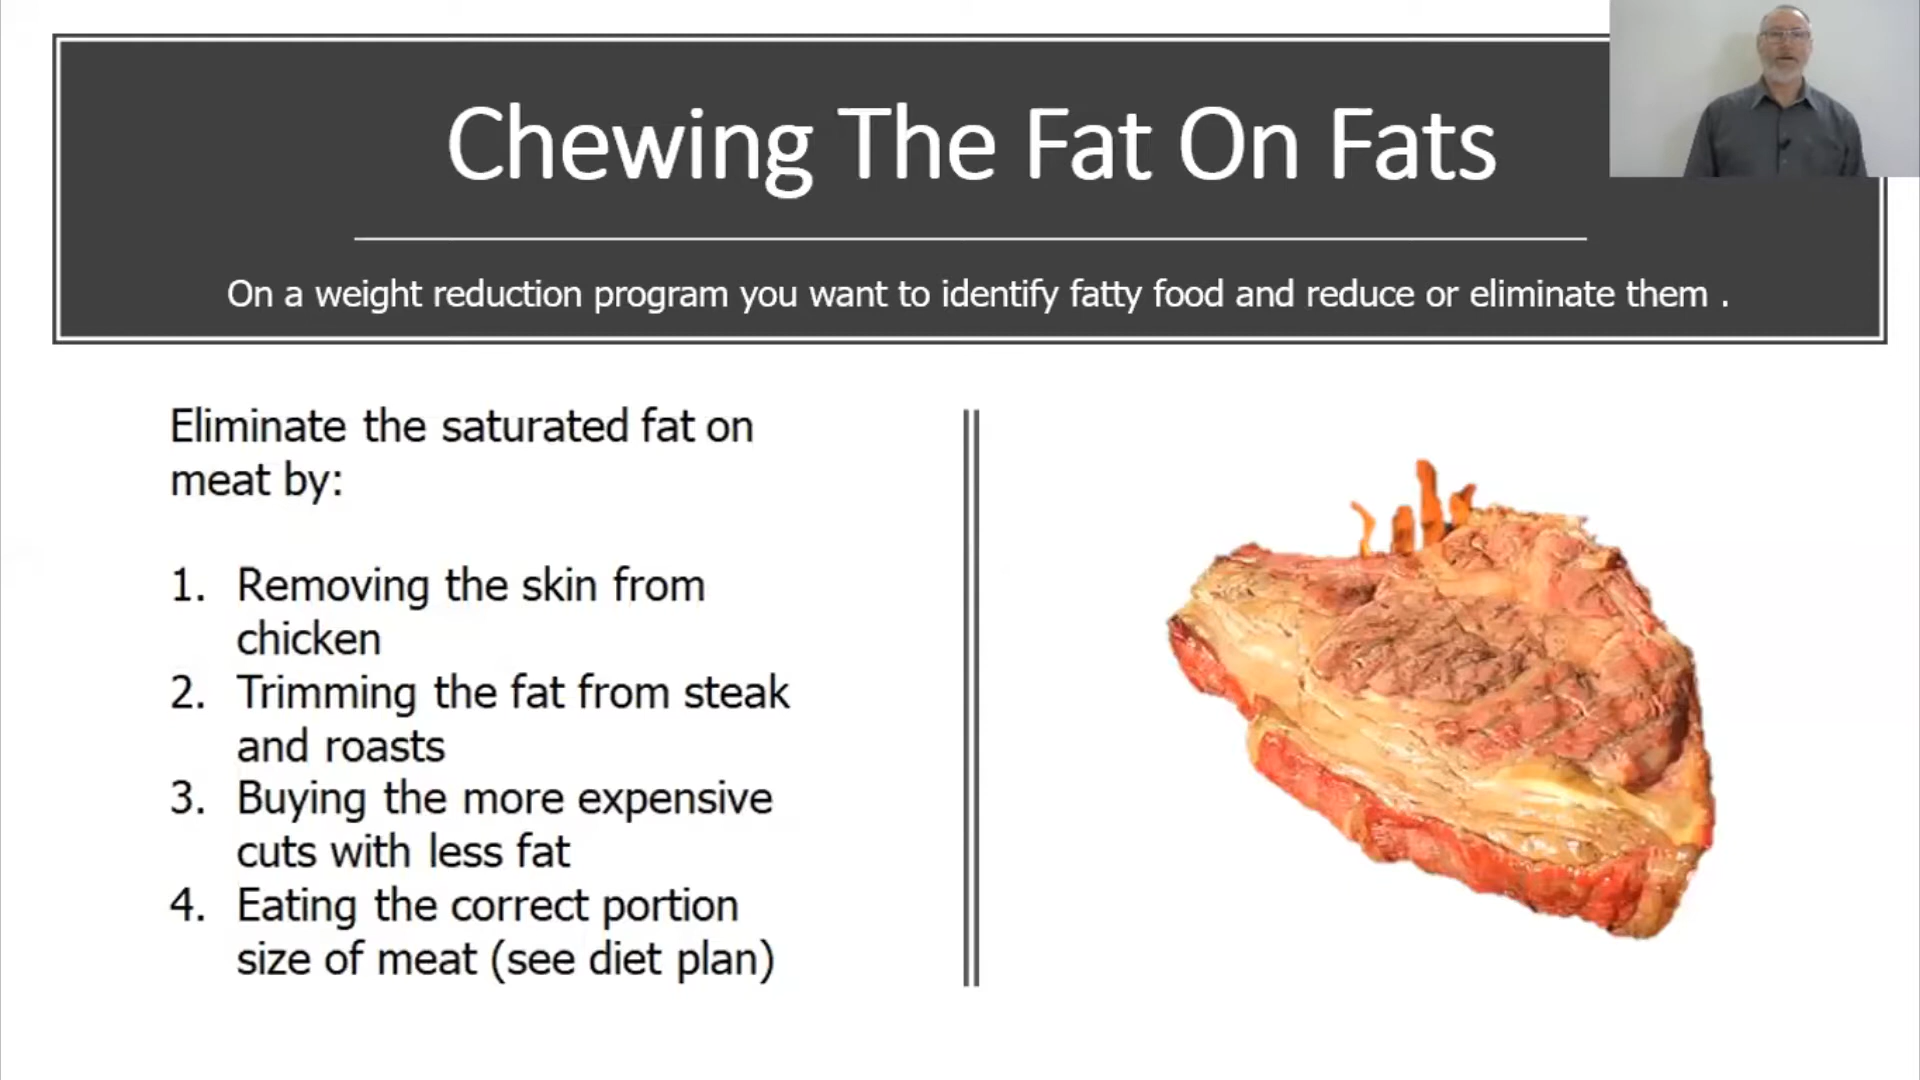 Chewing The Fat On Fats
On a weight reduction program you want to identify fatty food and reduce or eliminate them .
Eliminate the saturated fat on
meat by:
1. Removing the skin from
chicken
2. Trimming the fat from steak
and roasts
3. Buying the more expensive
cuts with less fat
4. Eating the correct portion
size of meat (see diet plan)